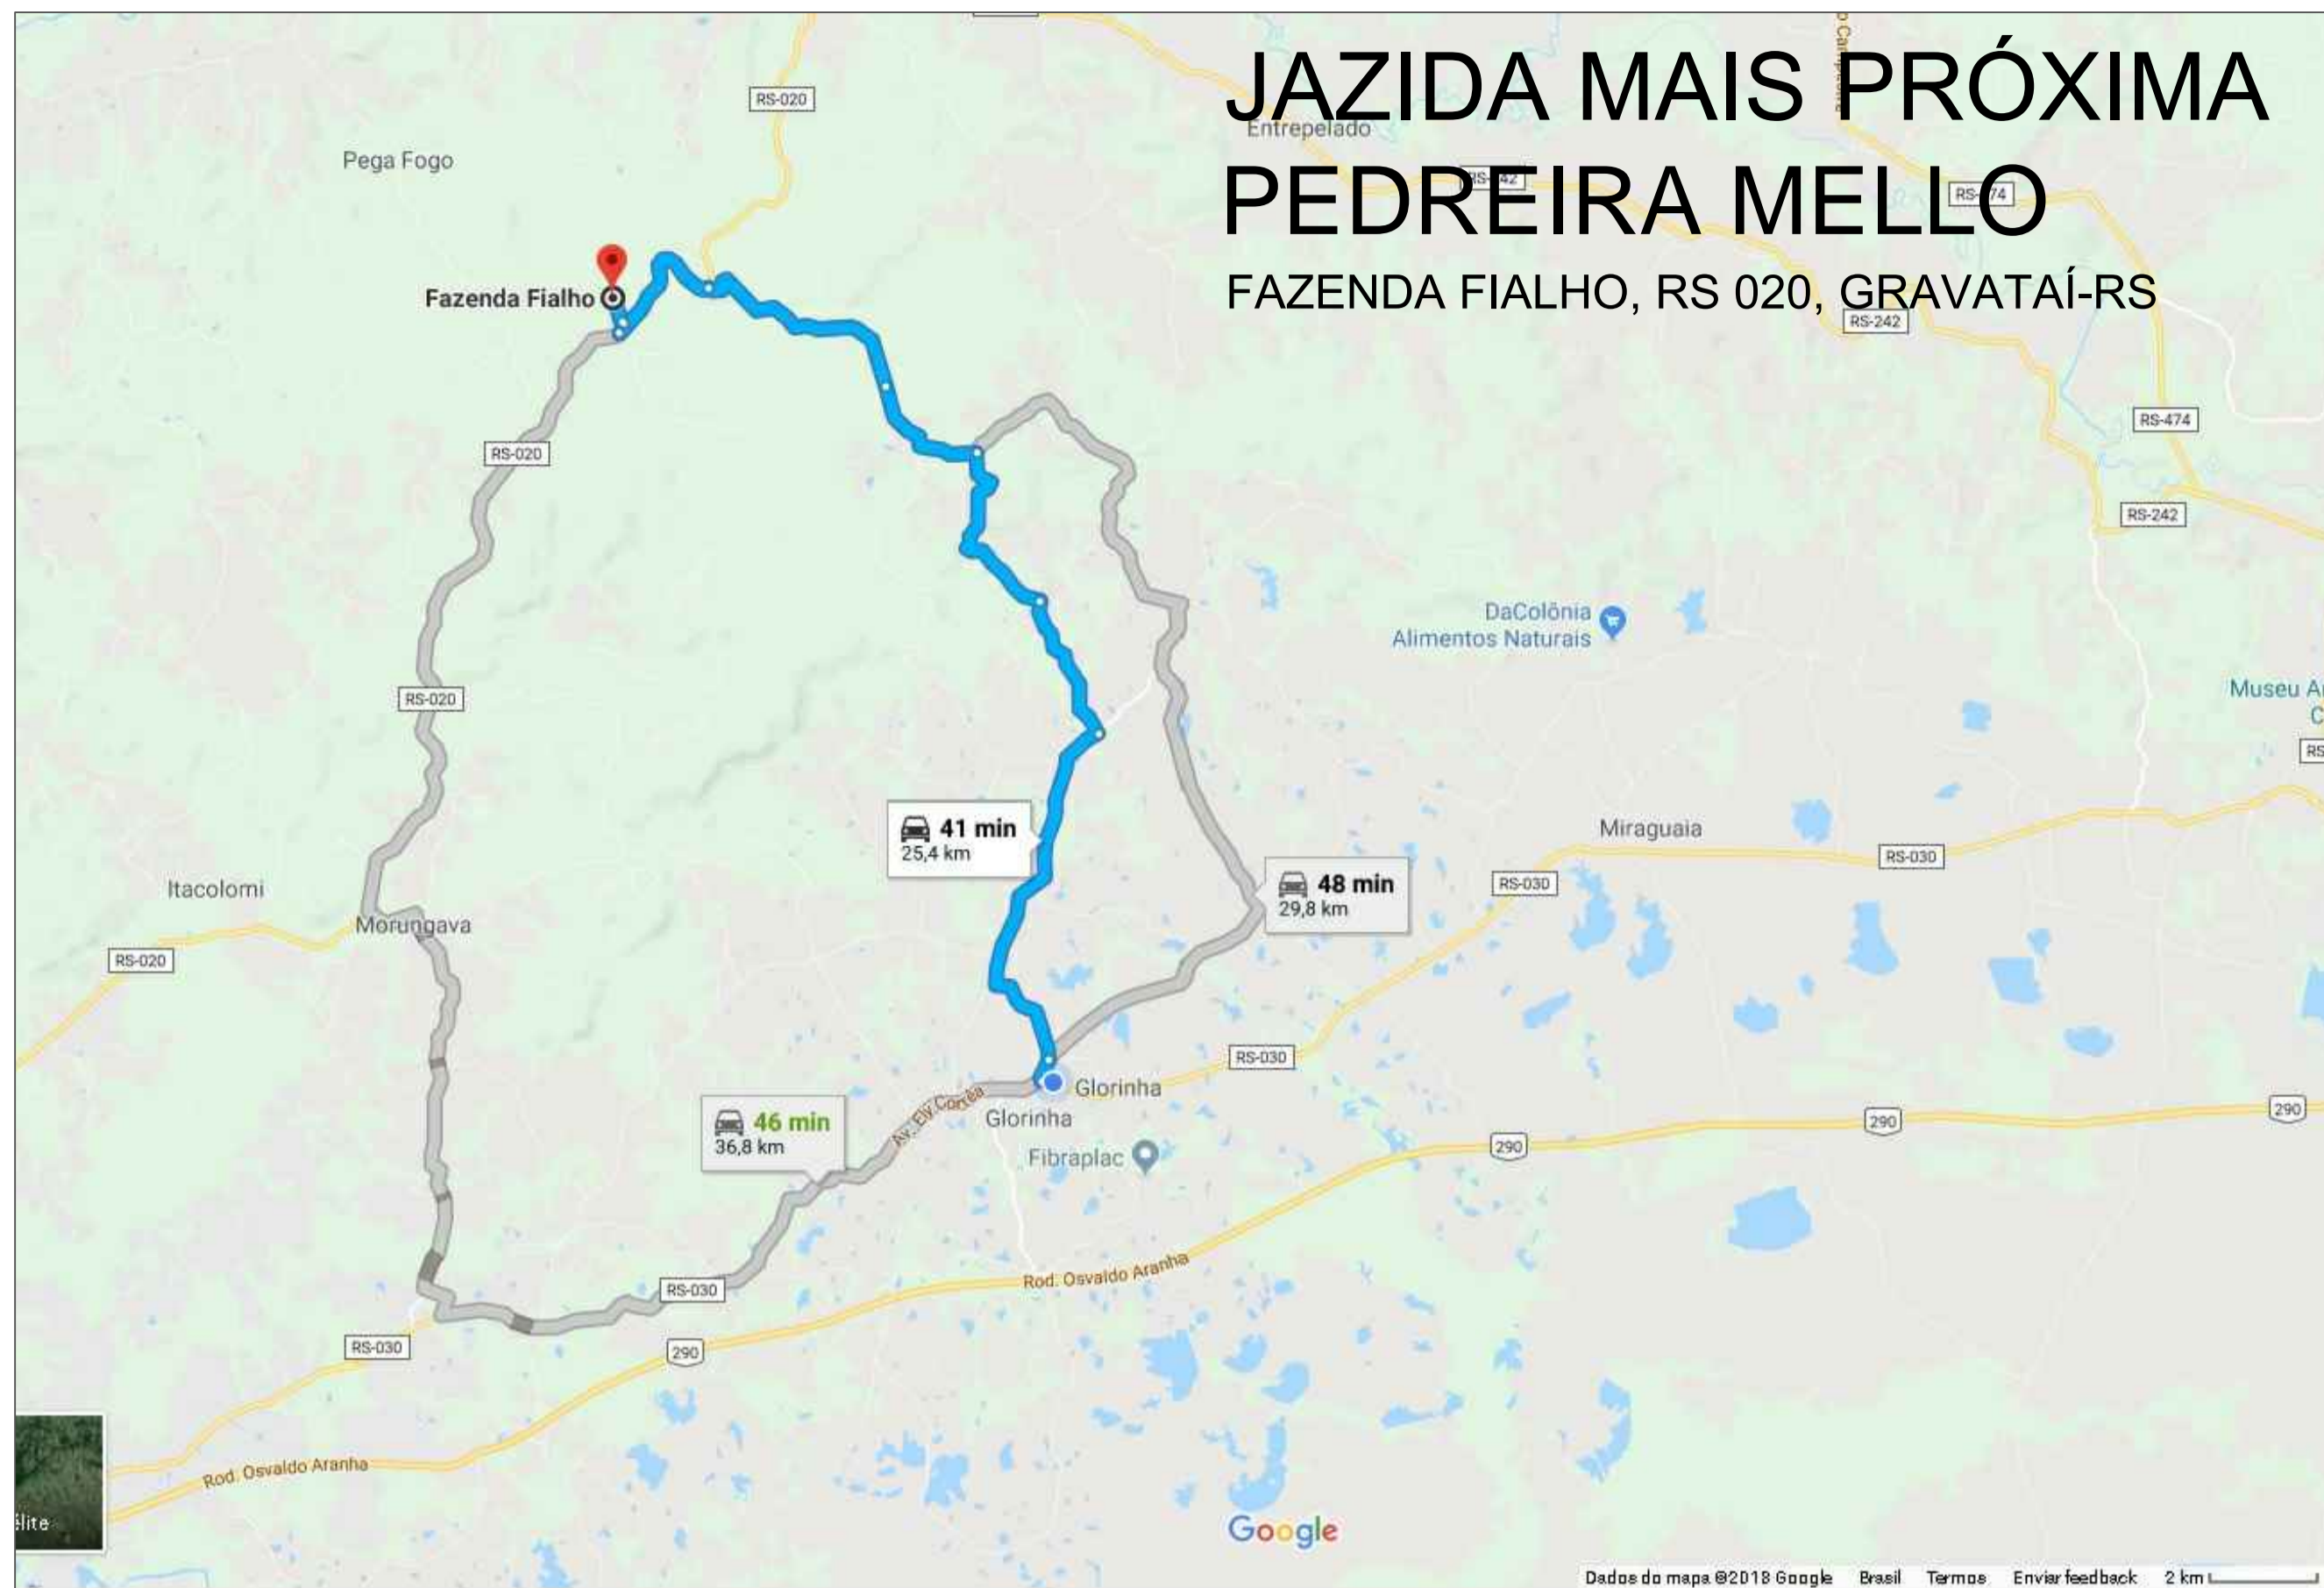 JAZIDA MAIS PRÓXIMA
PEDREIRA MELLO
FAZENDA FIALHO, RS 020, GRAVATAÍ-RS
RS-020
Entrepelado
Pega Fogo
RS-242
RS-474
Fazenda Fialho
RS-242
RS-474
RS-020
RS-242
DaColônia
Alimentos Naturais
RS-020
Museu
41 min
25,4 km
Miraguaia
RS-030
48 min
29,8 km
RS-030
Itacolomi
Morungava
RS-020
RS-030
Glorinha
Av. Ely Corrêa
Glorinha
46 min
36,8 km
Fibraplac
290
290
290
Rod. Osvaldo Aranha
RS-030
RS-030
290
Rod. Osvaldo Aranha
Google
Dados do mapa ©2018 Google Brasil Termos Enviar feedback 2 km